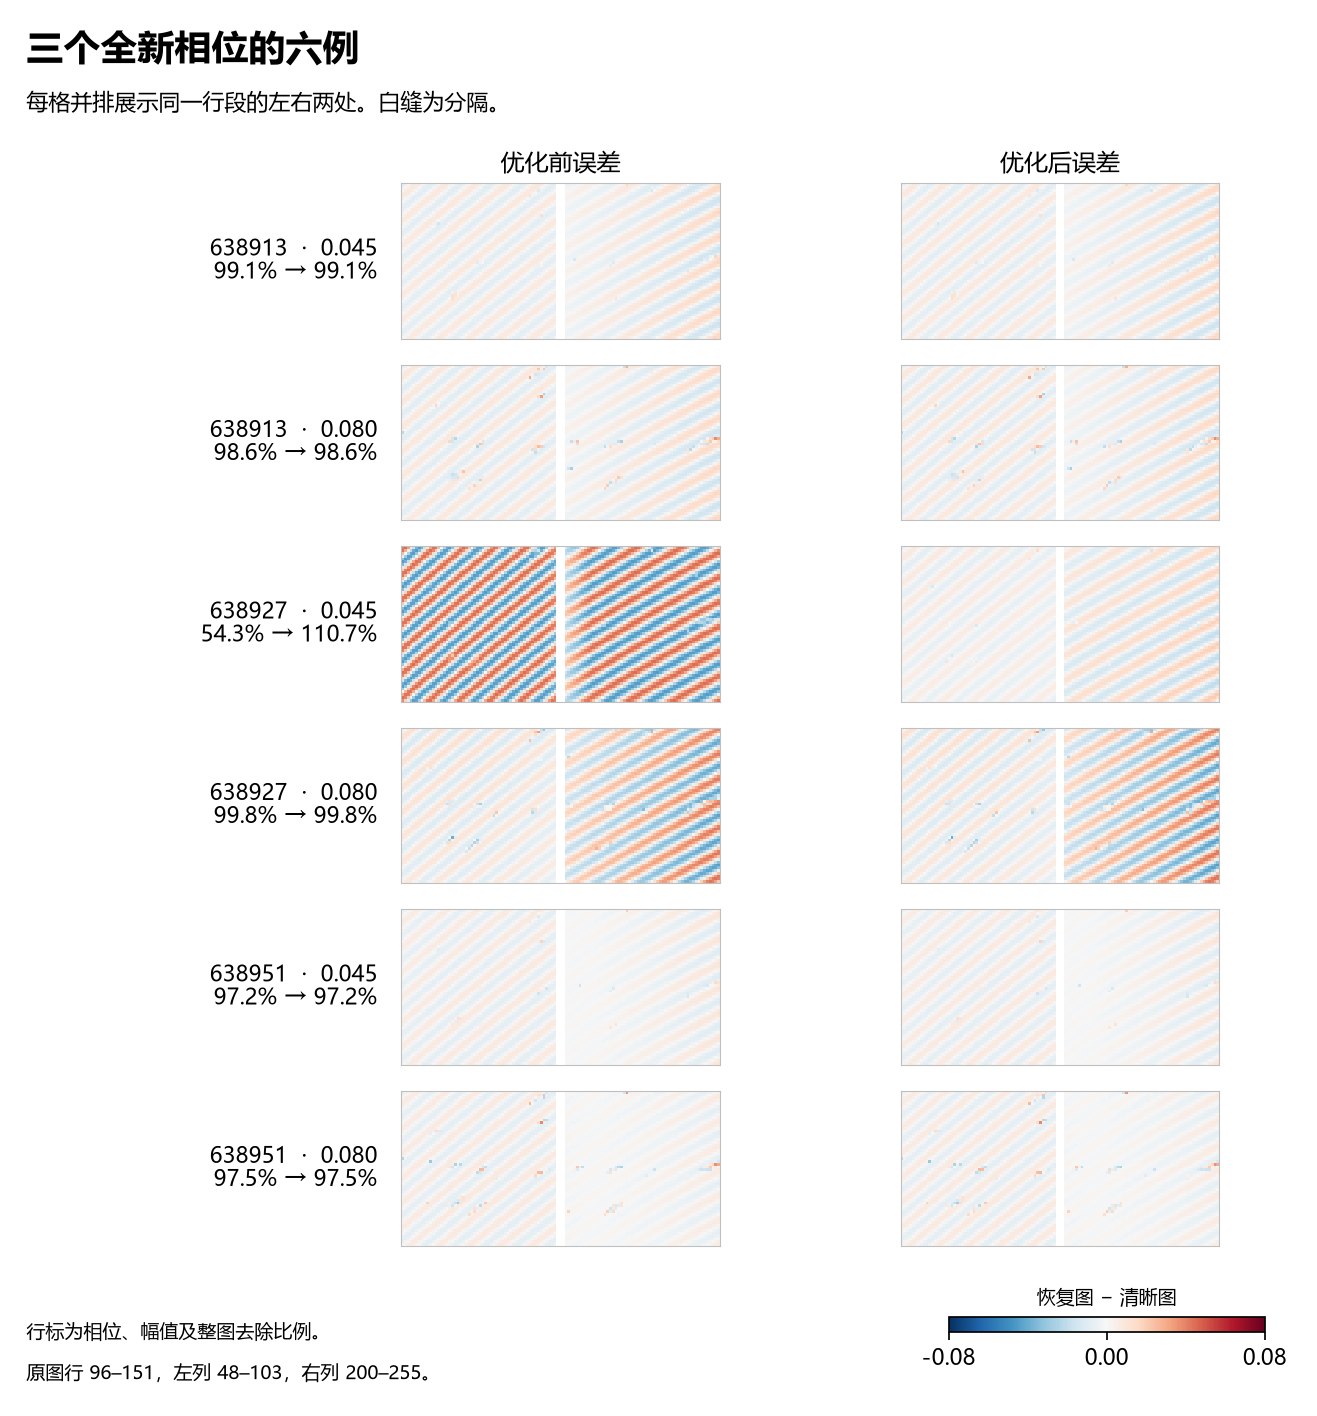 三个全新相位的六例
每格并排展示同一行段的左右两处。白缝为分隔。
优化前误差
优化后误差
638913 · 0.045
99.1% → 99.1%
638913 · 0.080
98.6% → 98.6%
638927 · 0.045
54.3% → 110.7%
638927 · 0.080
99.8% → 99.8%
638951 · 0.045
97.2% → 97.2%
638951 · 0.080
97.5% → 97.5%
恢复图 − 清晰图
-0.08 0.00 0.08
行标为相位、幅值及整图去除比例。
原图行 96–151，左列 48–103，右列 200–255。